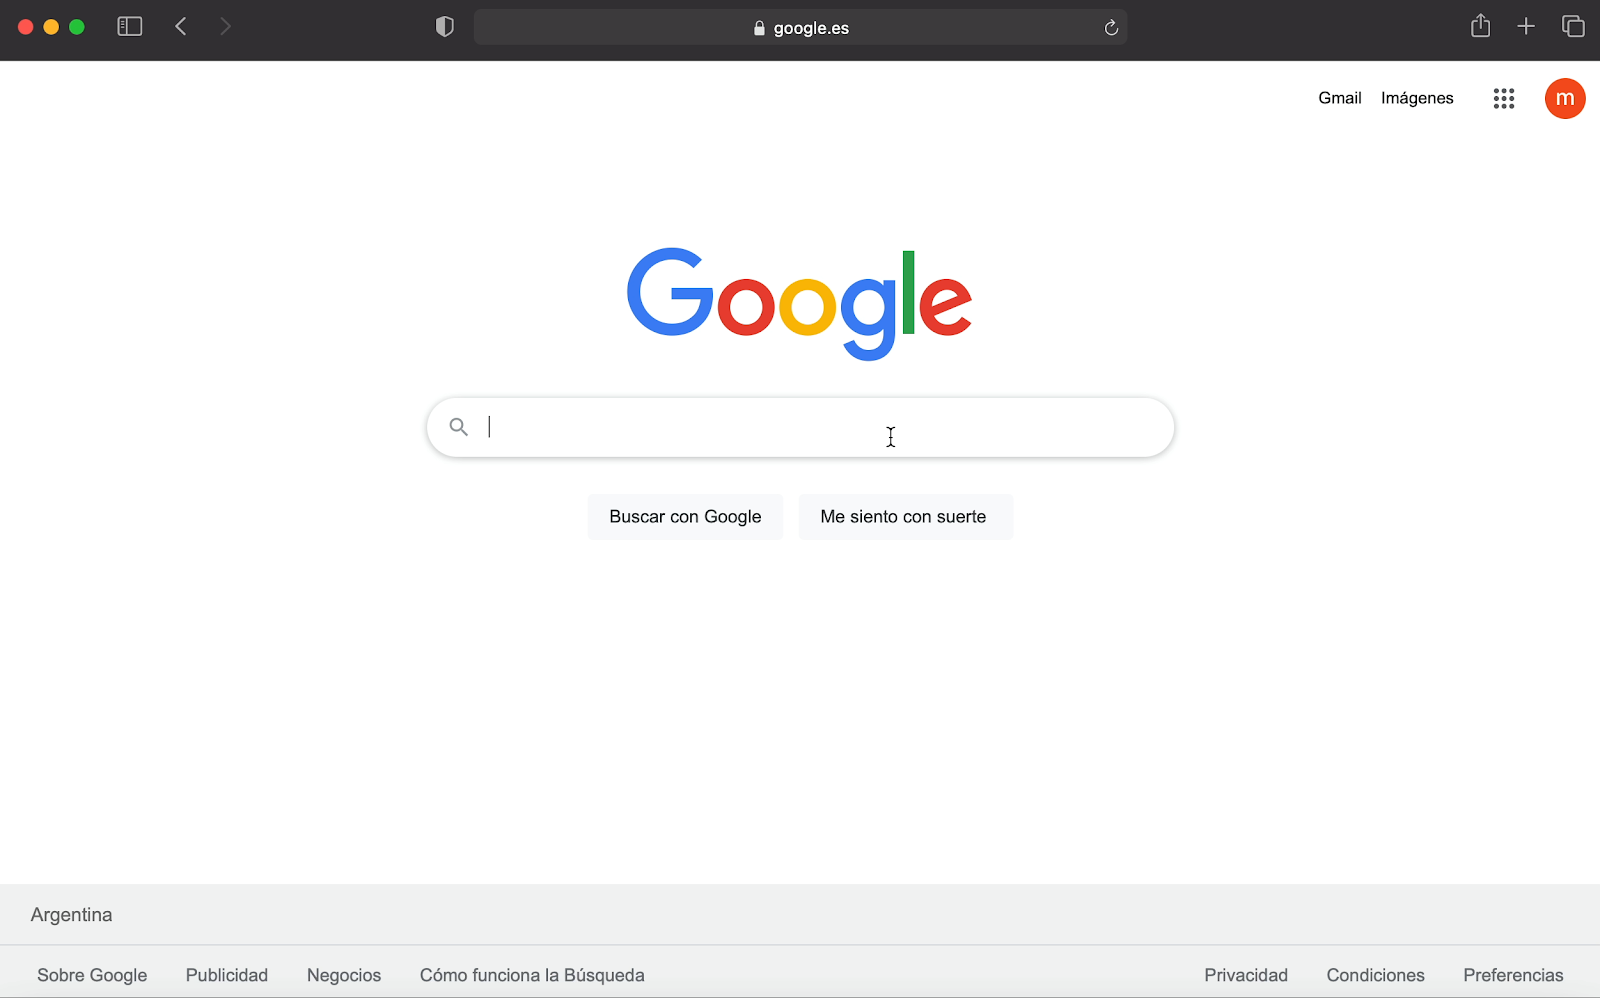 google.es
Gmail Imágenes
m
Google
Buscar con Google Me siento con suerte
Argentina
Sobre Google Publicidad Negocios Cómo funciona la Búsqueda Privacidad Condiciones Preferencias